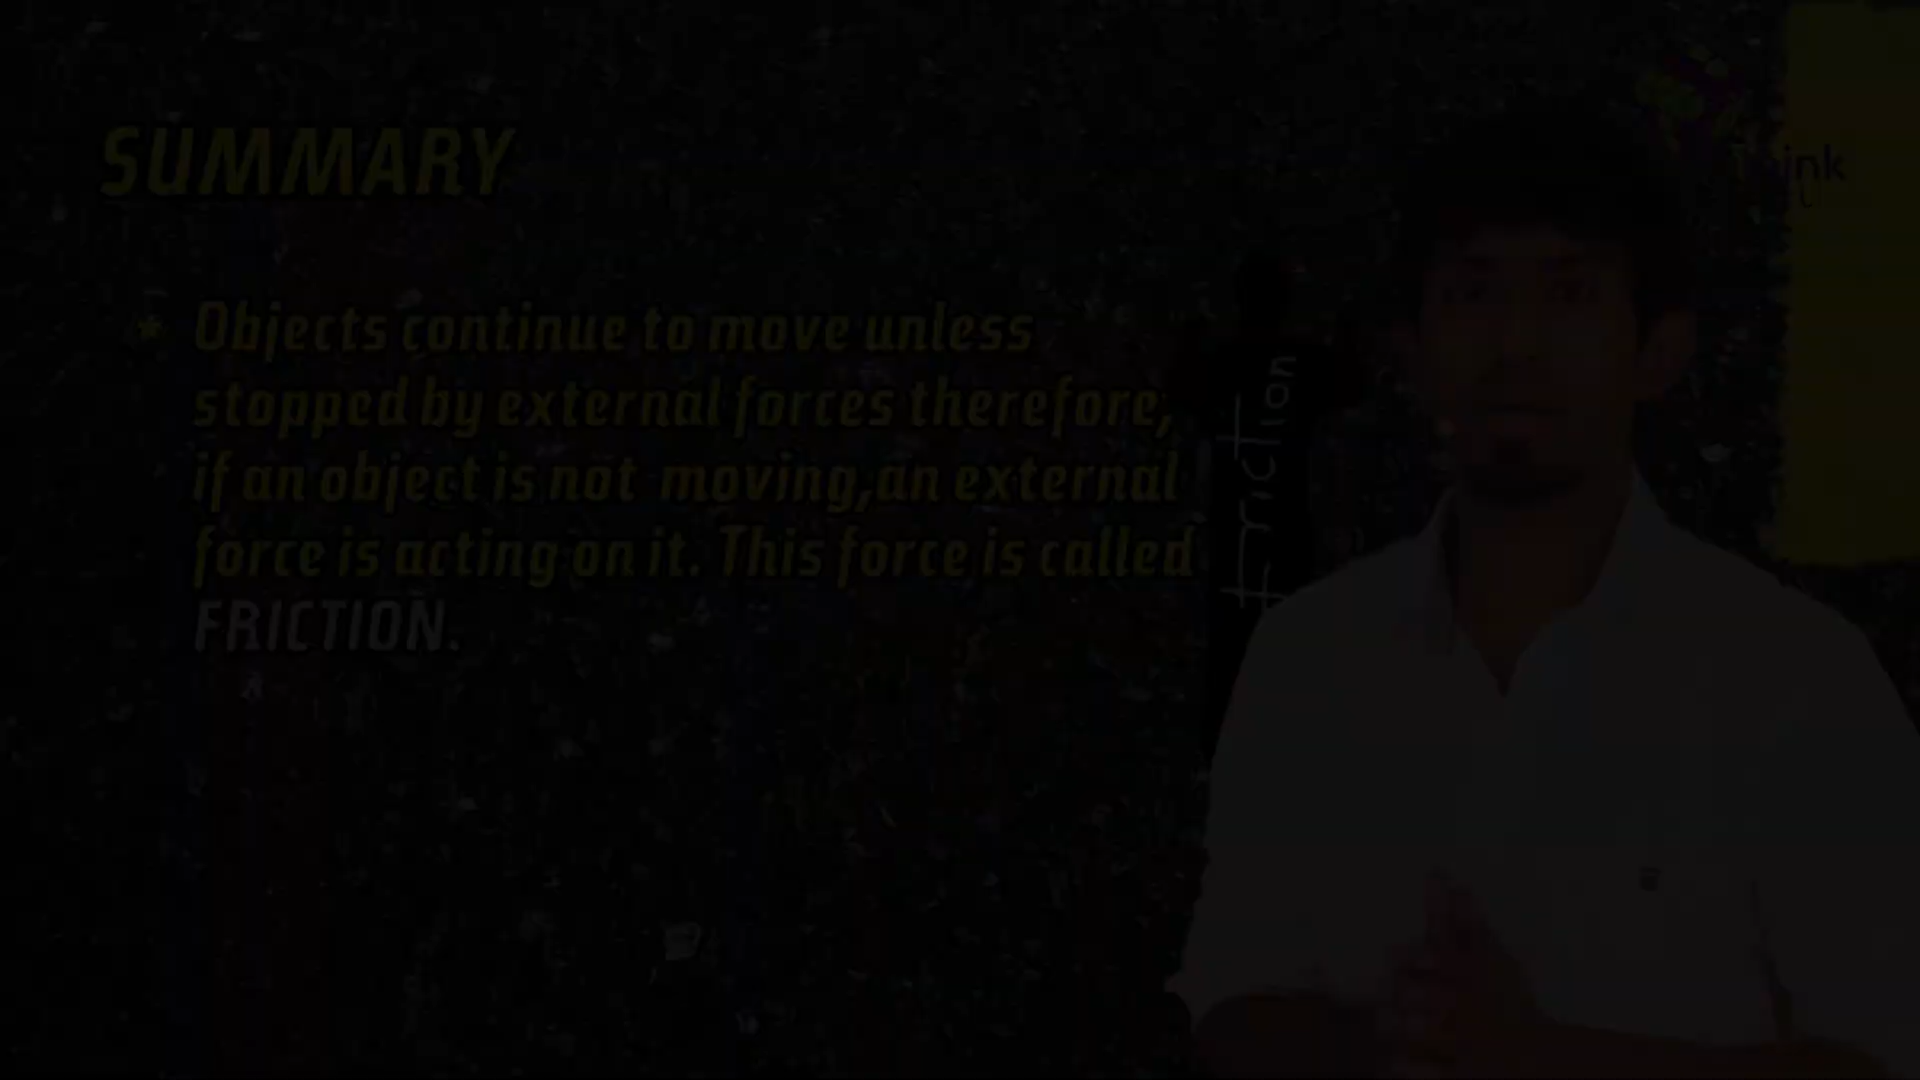 SUMMARY
Objects continue to move unless
stopped by external forces therefore,
if an object is not moving,an external
force is acting on it. This force is called
FRICTION.
friction